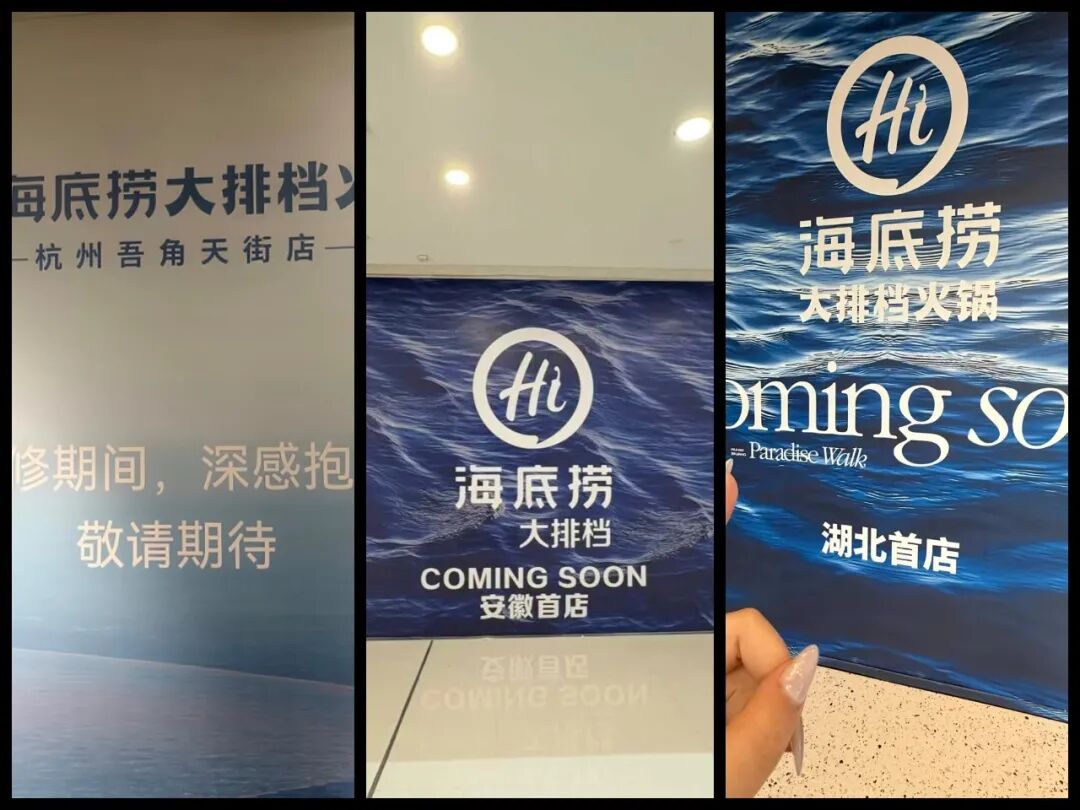 海底捞大排档
杭州吾角天街店
修期间，深感抱
敬请期待
Hi
海底捞
大排档
COMING SOON
安徽首店
Hi
海底捞
大排档火锅
oming so
Paradise Walk
湖北首店